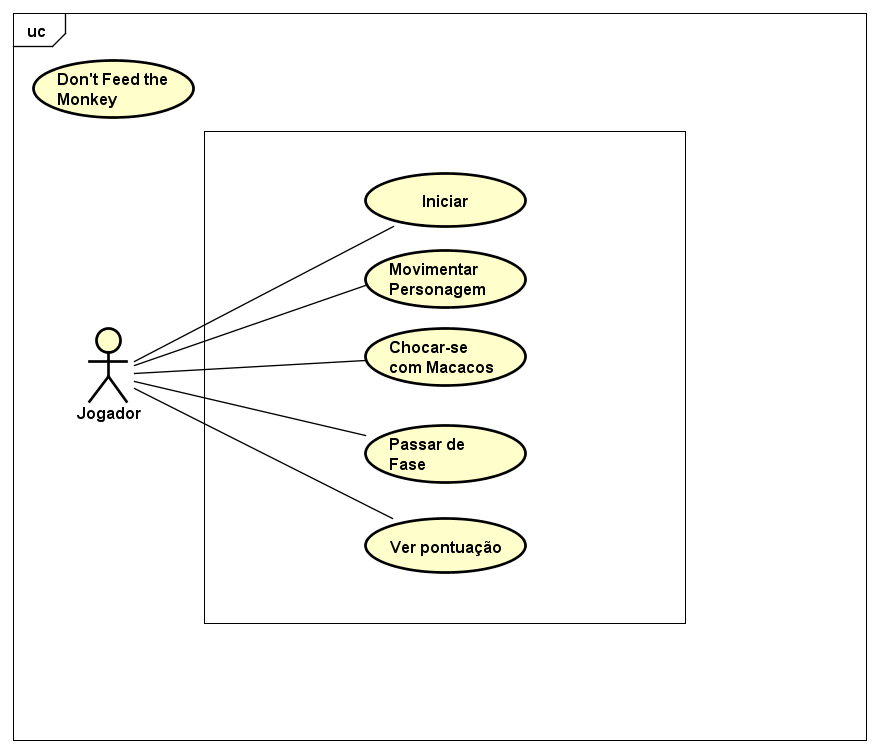 uc
Don't Feed the
Monkey
Iniciar
Movimentar
Personagem
Chocar-se
com Macacos
Jogador
Passar de
Fase
Ver pontuação